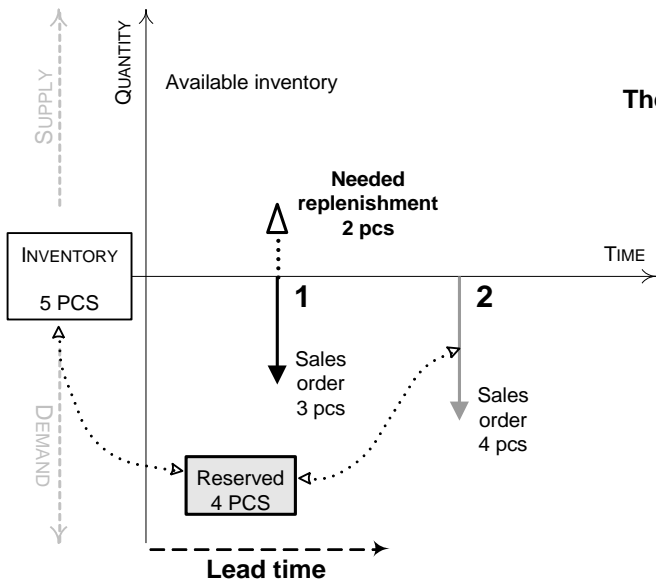 QUANTITY
SUPPLY
Available inventory
The
Needed
replenishment
2 pcs
TIME
INVENTORY
5 PCS
1
2
Sales
order
3 pcs
Sales
order
4 pcs
DEMAND
Reserved
4 PCS
Lead time